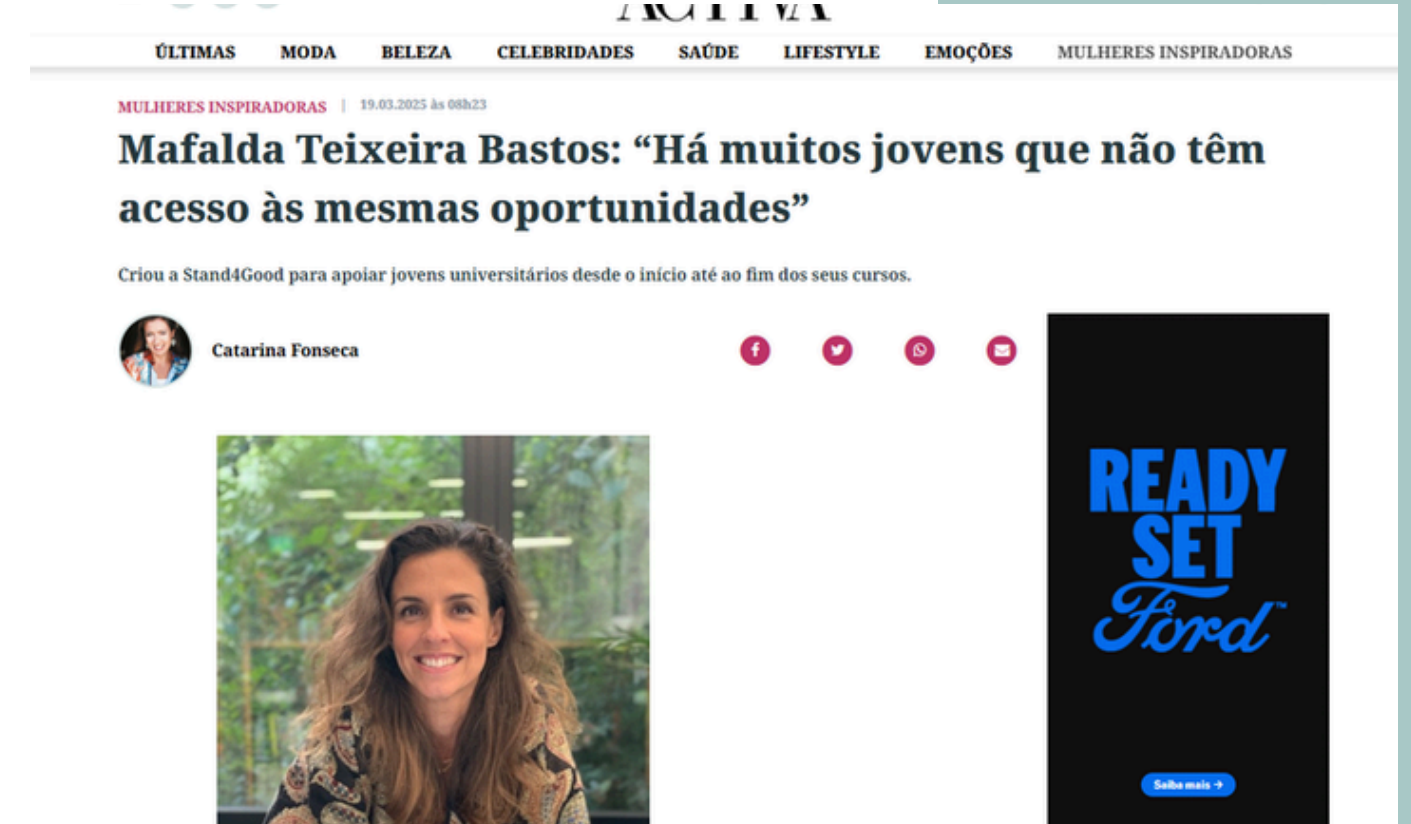 ACTIVA
ÚLTIMAS MODA BELEZA CELEBRIDADES SAÚDE LIFESTYLE EMOÇÕES MULHERES INSPIRADORAS
MULHERES INSPIRADORAS | 19.03.2025 às 08h23
Mafalda Teixeira Bastos: “Há muitos jovens que não têm
acesso às mesmas oportunidades”
Criou a Stand4Good para apoiar jovens universitários desde o início até ao fim dos seus cursos.
Catarina Fonseca
READY
SET
Ford™
Saiba mais →